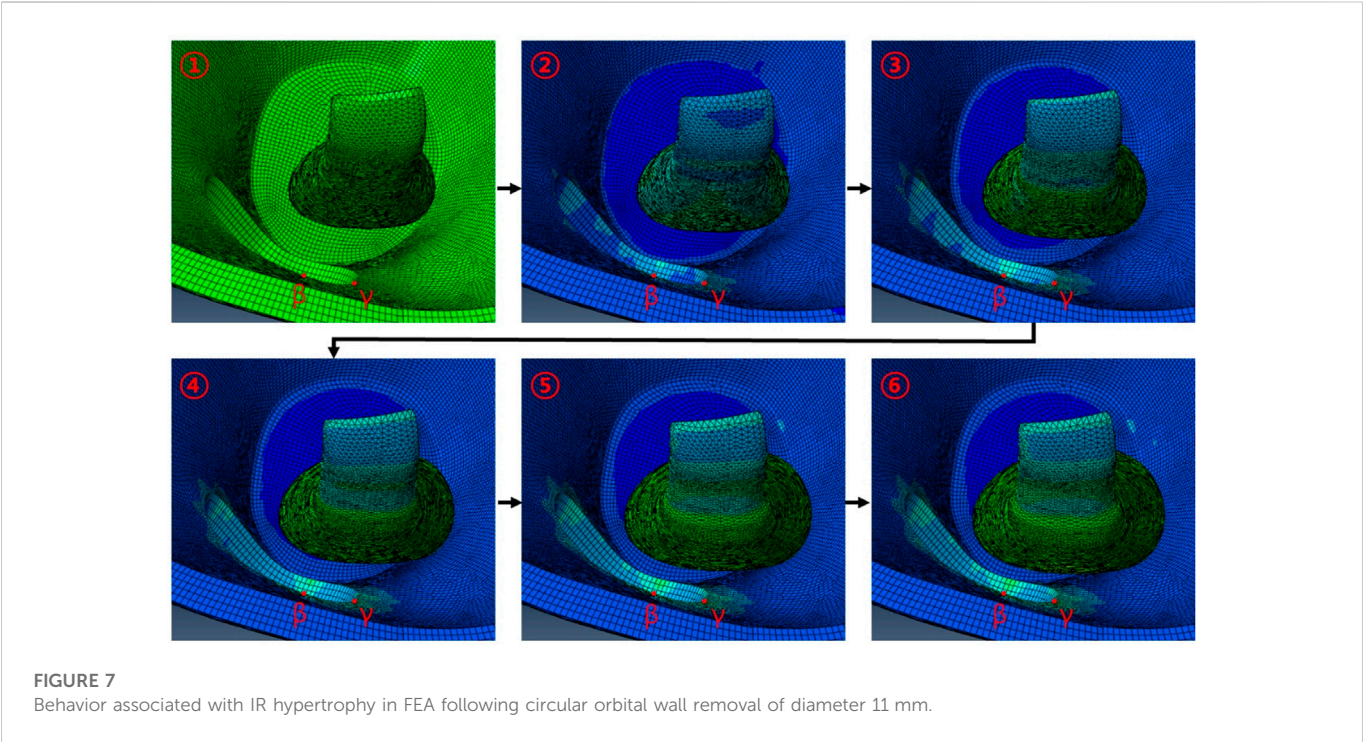 ①
②
③
β γ
β γ
β γ
④
⑤
⑥
β γ
β γ
β γ
FIGURE 7
Behavior associated with IR hypertrophy in FEA following circular orbital wall removal of diameter 11 mm.